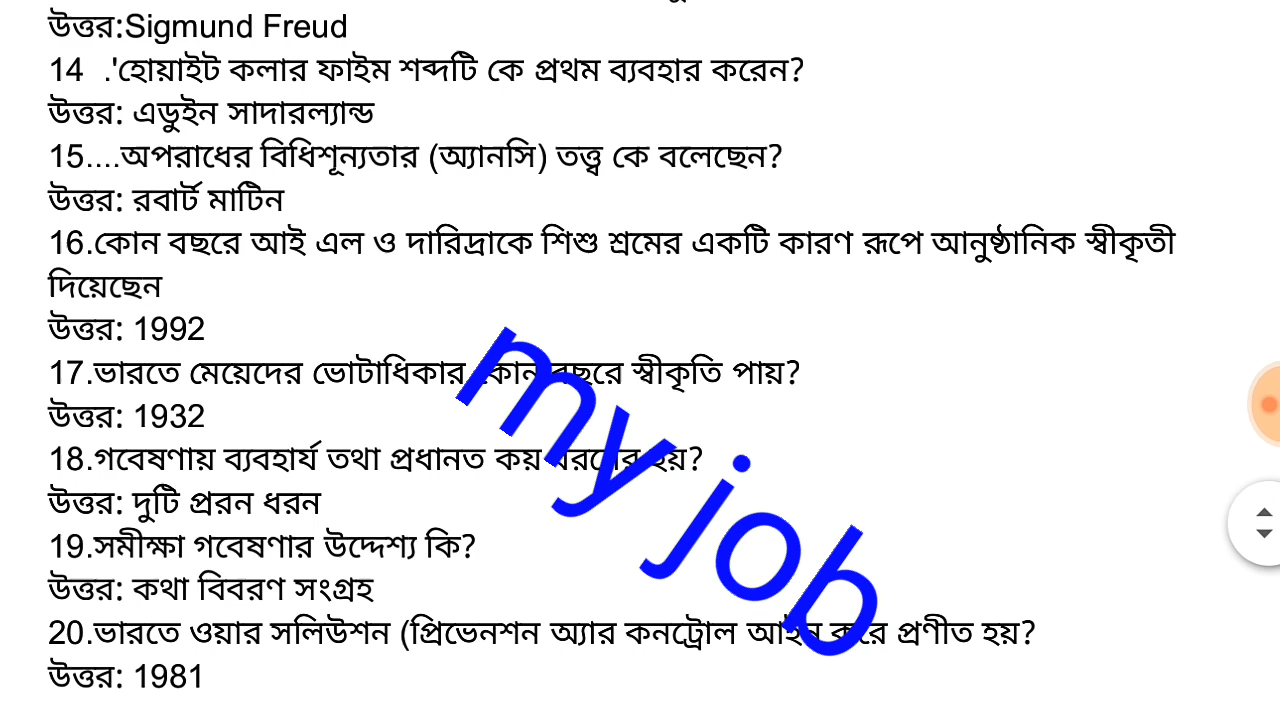 উত্তর:Sigmund Freud
14 .'হোয়াইট কলার ফাইম শব্দটি কে প্রথম ব্যবহার করেন?
উত্তর: এডুইন সাদারল্যান্ড
15....অপরাধের বিধিশূন্যতার (অ্যানসি) তত্ত্ব কে বলেছেন?
উত্তর: রবার্ট মার্টিন
16.কোন বছরে আই এল ও দারিদ্রাকে শিশু শ্রমের একটি কারণ রূপে আনুষ্ঠানিক স্বীকৃতী
দিয়েছেন
উত্তর: 1992
17.ভারতে মেয়েদের ভোটাধিকার কোন বছরে স্বীকৃতি পায়?
উত্তর: 1932
18.গবেষণায় ব্যবহার্য তথা প্রধানত কয় ধরনের হয়?
উত্তর: দুটি প্ররন ধরন
19.সমীক্ষা গবেষণার উদ্দেশ্য কি?
উত্তর: কথা বিবরণ সংগ্রহ
20.ভারতে ওয়ার সলিউশন (প্রিভেনশন অ্যার কনট্রোল আইন করে প্রণীত হয়?
উত্তর: 1981
my job